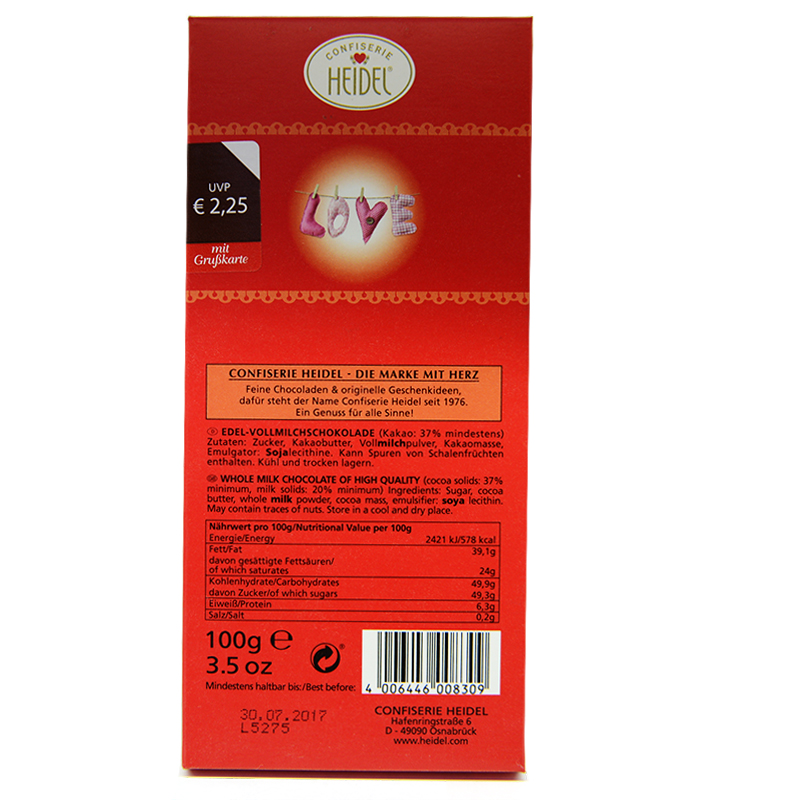 CONFISERIE
HEIDEL®
UVP
€ 2,25
mit
Grußkarte
LOVE
CONFISERIE HEIDEL - DIE MARKE MIT HERZ
Feine Chocoladen & originelle Geschenkideen,
dafür steht der Name Confiserie Heidel seit 1976.
Ein Genuss für alle Sinne!
D EDEL-VOLLMILCHSCHOKOLADE (Kakao: 37% mindestens)
Zutaten: Zucker, Kakaobutter, Vollmilchpulver, Kakaomasse,
Emulgator: Sojalecithine. Kann Spuren von Schalenfrüchten
enthalten. Kühl und trocken lagern.
GB WHOLE MILK CHOCOLATE OF HIGH QUALITY (cocoa solids: 37%
minimum, milk solids: 20% minimum) Ingredients: Sugar, cocoa
butter, whole milk powder, cocoa mass, emulsifier: soya lecithin.
May contain traces of nuts. Store in a cool and dry place.
Nährwert pro 100g/Nutritional Value per 100g
Energie/Energy 2421 kJ/578 kcal
Fett/Fat 39,1g
davon gesättigte Fettsäuren/
of which saturates 24g
Kohlenhydrate/Carbohydrates 49,9g
davon Zucker/of which sugars 49,3g
Eiweiß/Protein 6,3g
Salz/Salt 0,2g
100g ℮
3.5 oz
Mindestens haltbar bis:/Best before:
4 006446 008309
30.07.2017
L5275
CONFISERIE HEIDEL
Hafenringstraße 6
D - 49090 Osnabrück
www.heidel.com